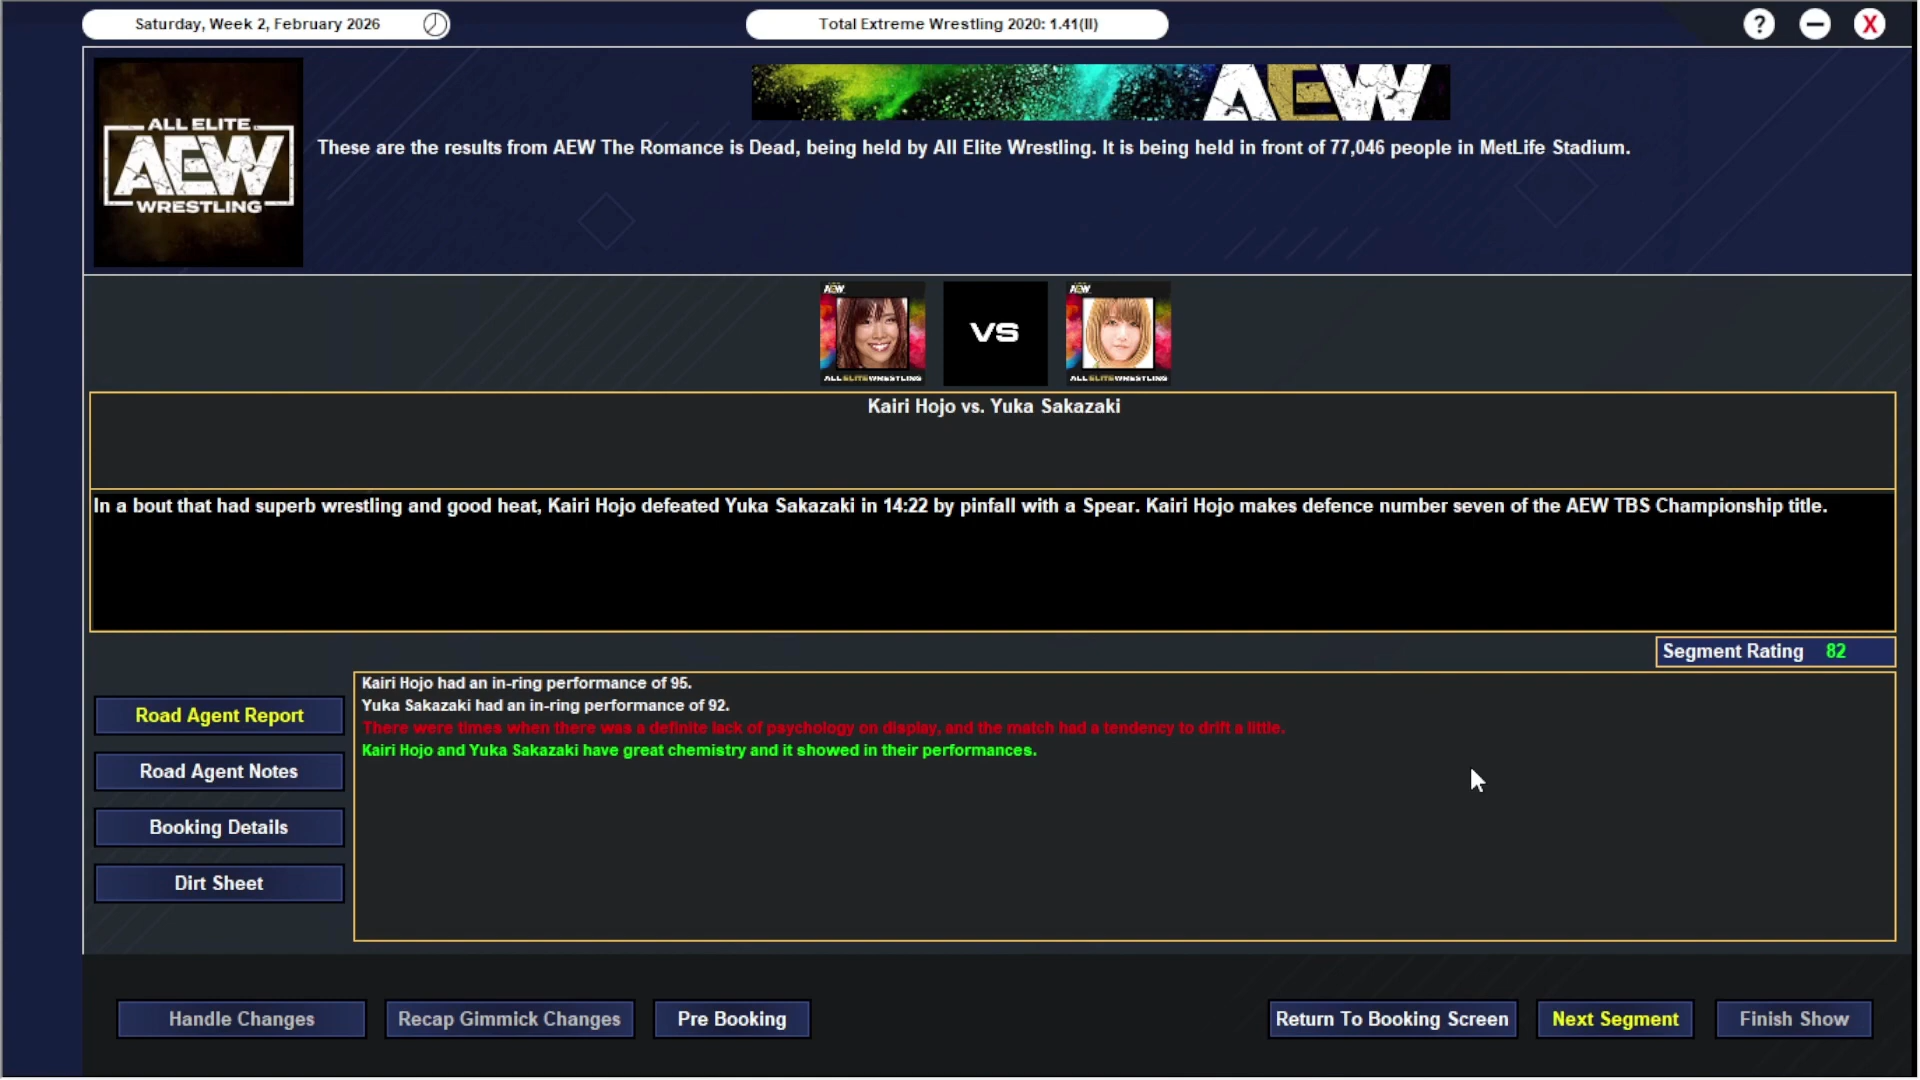 Saturday, Week 2, February 2026
Total Extreme Wrestling 2020: 1.41(II)
?
X
AEW
ALL ELITE
AEW
WRESTLING
These are the results from AEW The Romance is Dead, being held by All Elite Wrestling. It is being held in front of 77,046 people in MetLife Stadium.
AEW
ALL ELITE WRESTLING
VS
AEW
ALL ELITE WRESTLING
Kairi Hojo vs. Yuka Sakazaki
In a bout that had superb wrestling and good heat, Kairi Hojo defeated Yuka Sakazaki in 14:22 by pinfall with a Spear. Kairi Hojo makes defence number seven of the AEW TBS Championship title.
Segment Rating 82
Road Agent Report
Road Agent Notes
Booking Details
Dirt Sheet
Kairi Hojo had an in-ring performance of 95.
Yuka Sakazaki had an in-ring performance of 92.
There were times when there was a definite lack of psychology on display, and the match had a tendency to drift a little.
Kairi Hojo and Yuka Sakazaki have great chemistry and it showed in their performances.
Handle Changes
Recap Gimmick Changes
Pre Booking
Return To Booking Screen
Next Segment
Finish Show